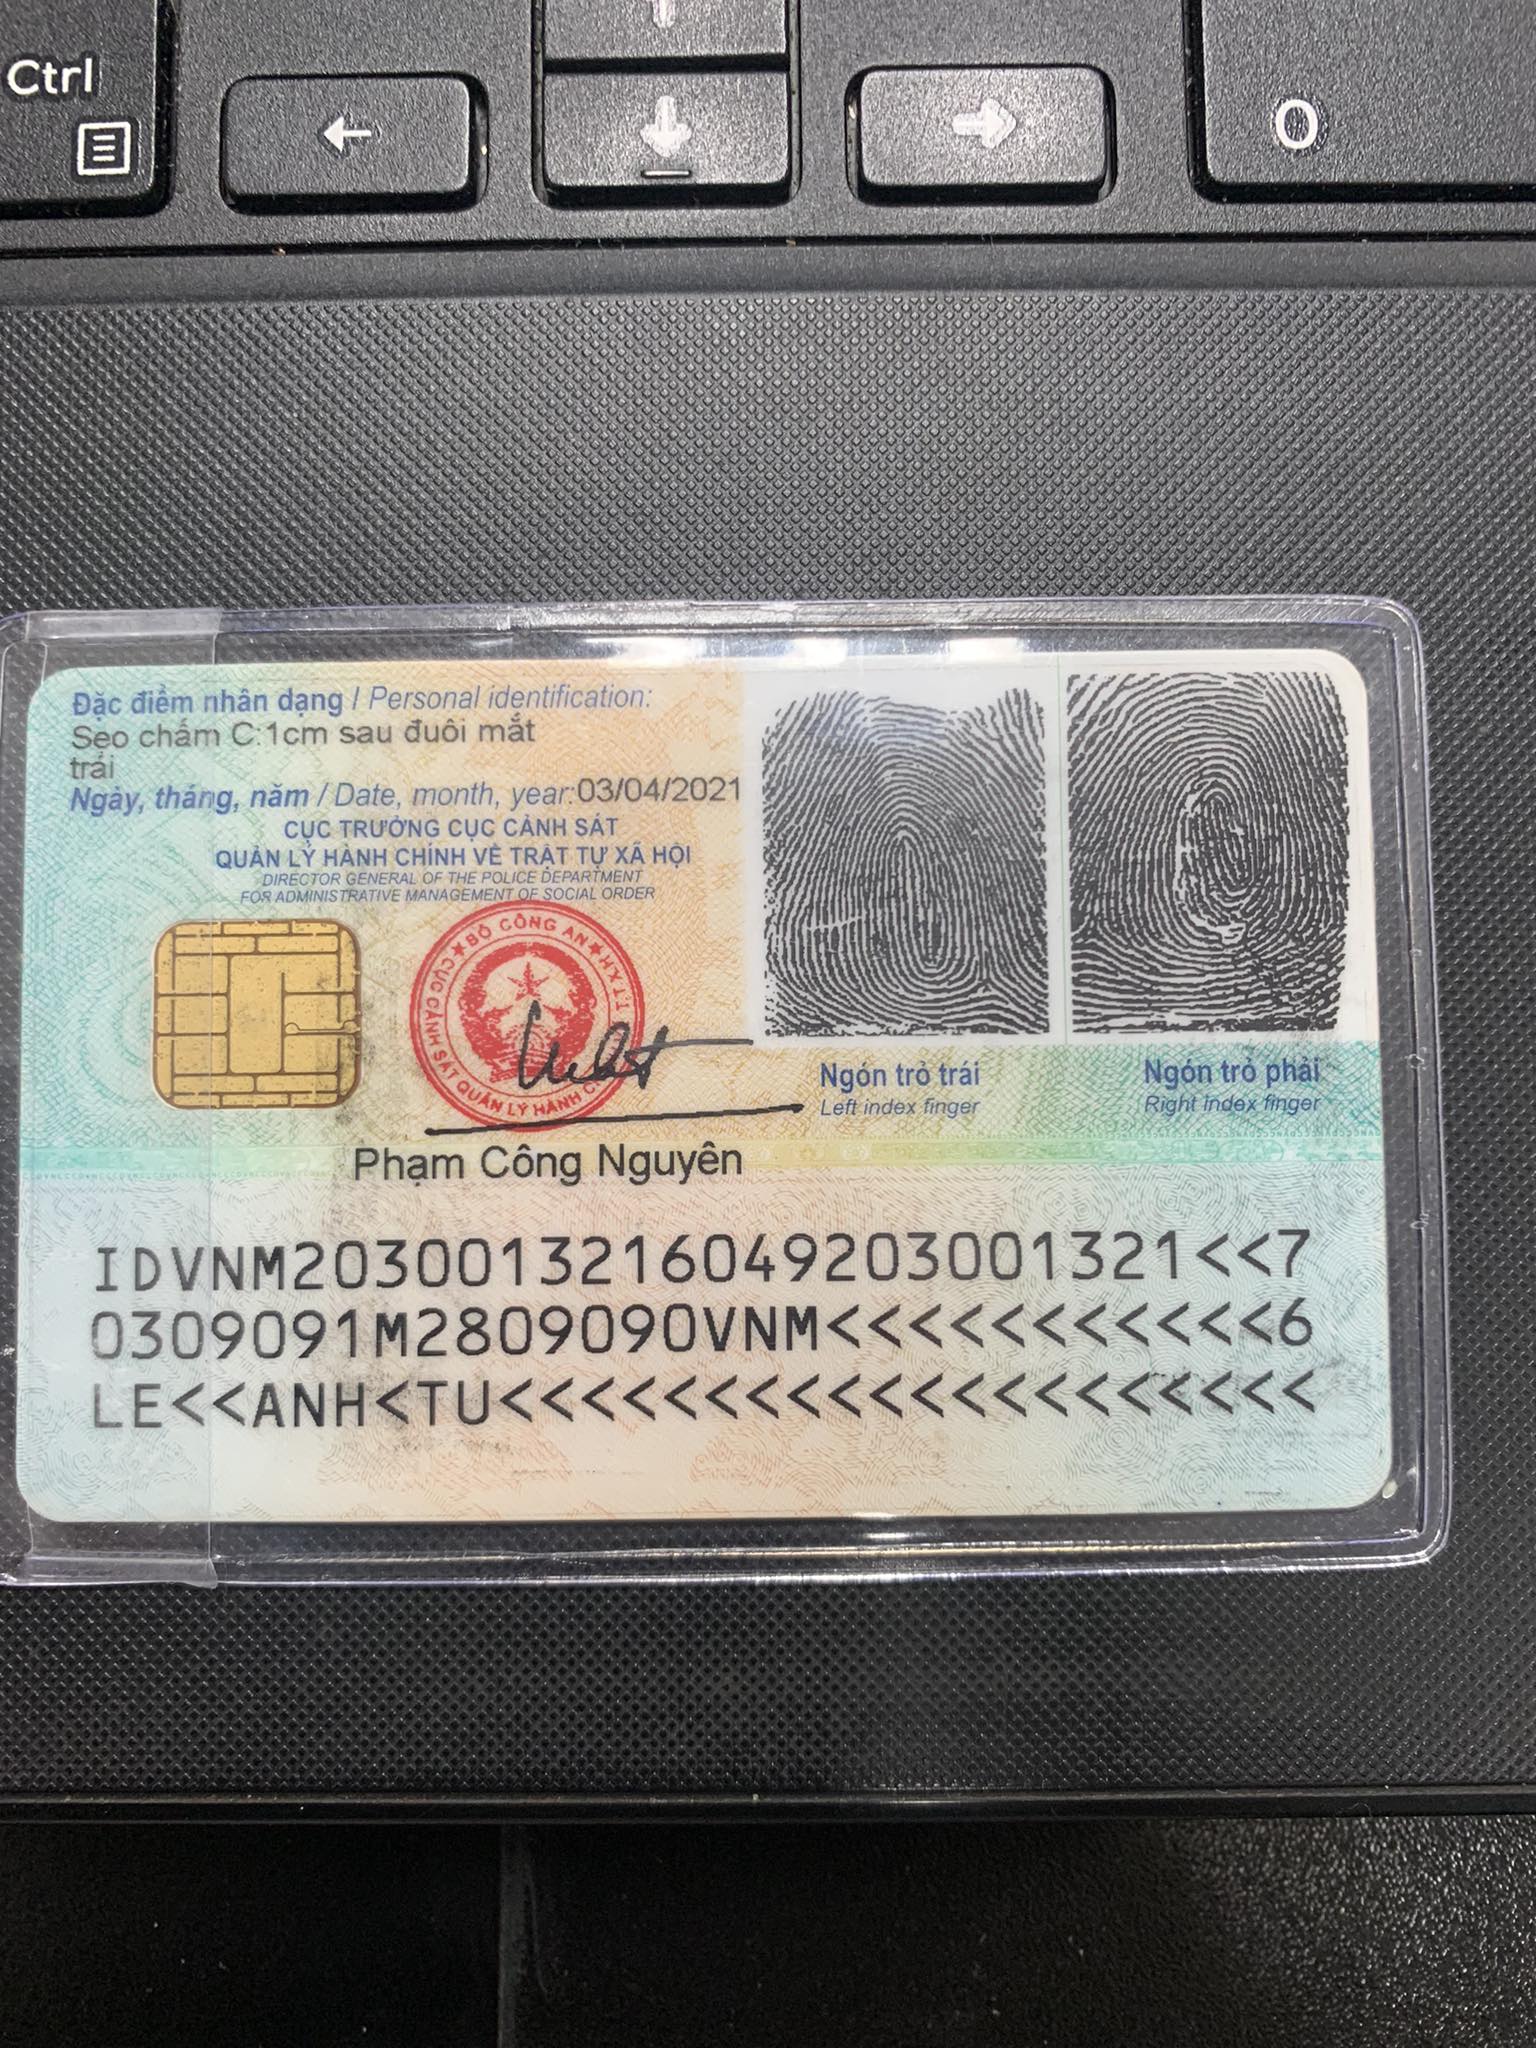 Ctrl
O
Đặc điểm nhân dạng / Personal identification:
Sẹo chấm C:1cm sau đuôi mắt
trái
Ngày, tháng, năm / Date, month, year:03/04/2021
CỤC TRƯỞNG CỤC CẢNH SÁT
QUẢN LÝ HÀNH CHÍNH VỀ TRẬT TỰ XÃ HỘI
DIRECTOR GENERAL OF THE POLICE DEPARTMENT
FOR ADMINISTRATIVE MANAGEMENT OF SOCIAL ORDER
★ BỘ CÔNG AN ★
CỤC CẢNH SÁT QUẢN LÝ HÀNH C
TTXH
Ngón trỏ trái
Left index finger
Ngón trỏ phải
Right index finger
Phạm Công Nguyên
IDVNM2030013216049203001321<<7
0309091M2809090VNM<<<<<<<<<<<6
LE<<ANH<TU<<<<<<<<<<<<<<<<<<<<